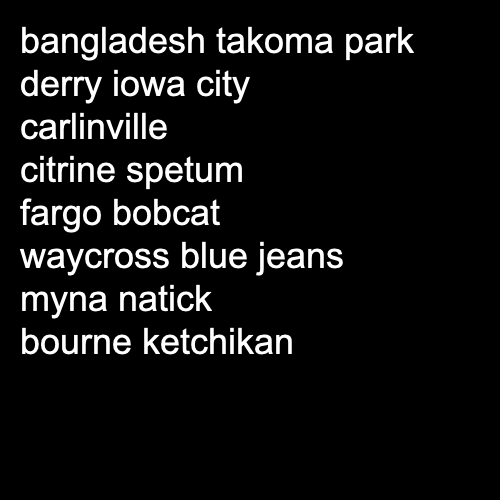 bangladesh takoma park
derry iowa city
carlinville
citrine spetum
fargo bobcat
waycross blue jeans
myna natick
bourne ketchikan